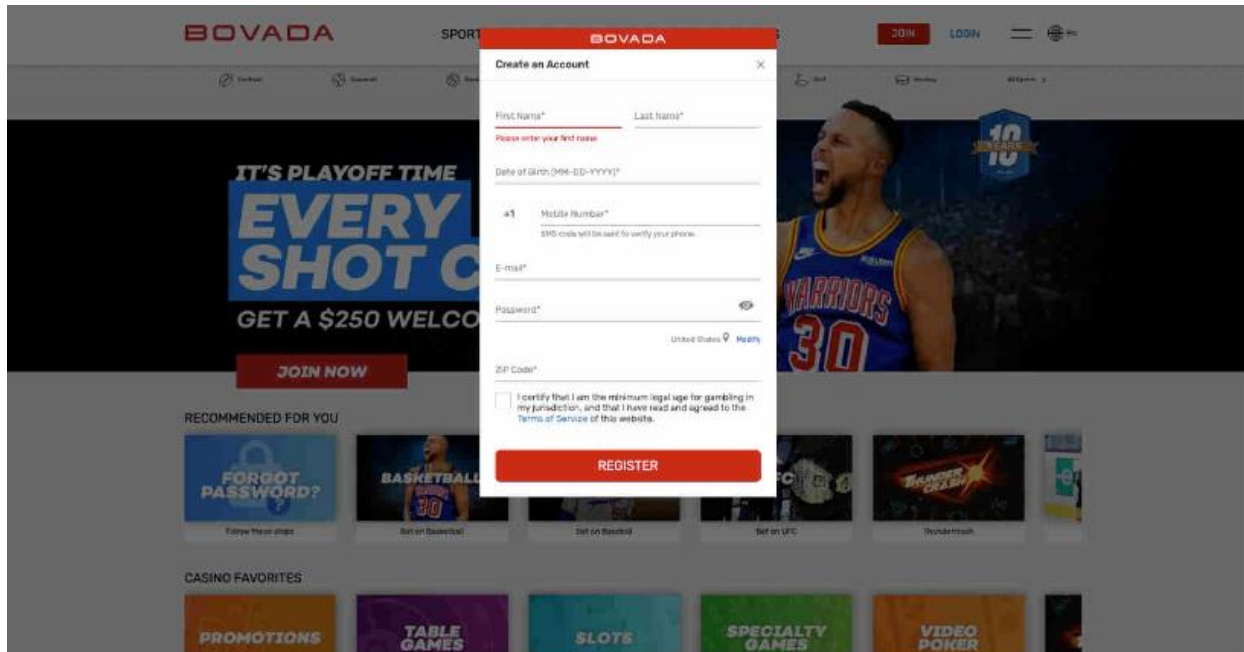 BOVADA
SPORT
JOIN
LOGIN
BOVADA
Create an Account
First Name*
Last Name*
Please enter your first name
Date of Birth (MM-DD-YYYY)*
+1
Mobile Number*
SMS code will be sent to verify your phone.
E-mail*
Password*
United States
Modify
ZIP Code*
I certify that I am the minimum legal age for gambling in
my jurisdiction, and that I have read and agreed to the
Terms of Service of this website.
REGISTER
IT'S PLAYOFF TIME
EVERY
SHOT C
GET A $250 WELCO
JOIN NOW
10
YEARS
Rakuten
WARRIORS
30
RECOMMENDED FOR YOU
FORGOT
PASSWORD?
Follow these steps
BASKETBALL
30
Bet on Basketball
Bet on Baseball
FC
Bet on UFC
THUNDER
CRASH
Thundercrash
CASINO FAVORITES
PROMOTIONS
TABLE
GAMES
SLOTS
SPECIALTY
GAMES
VIDEO
POKER